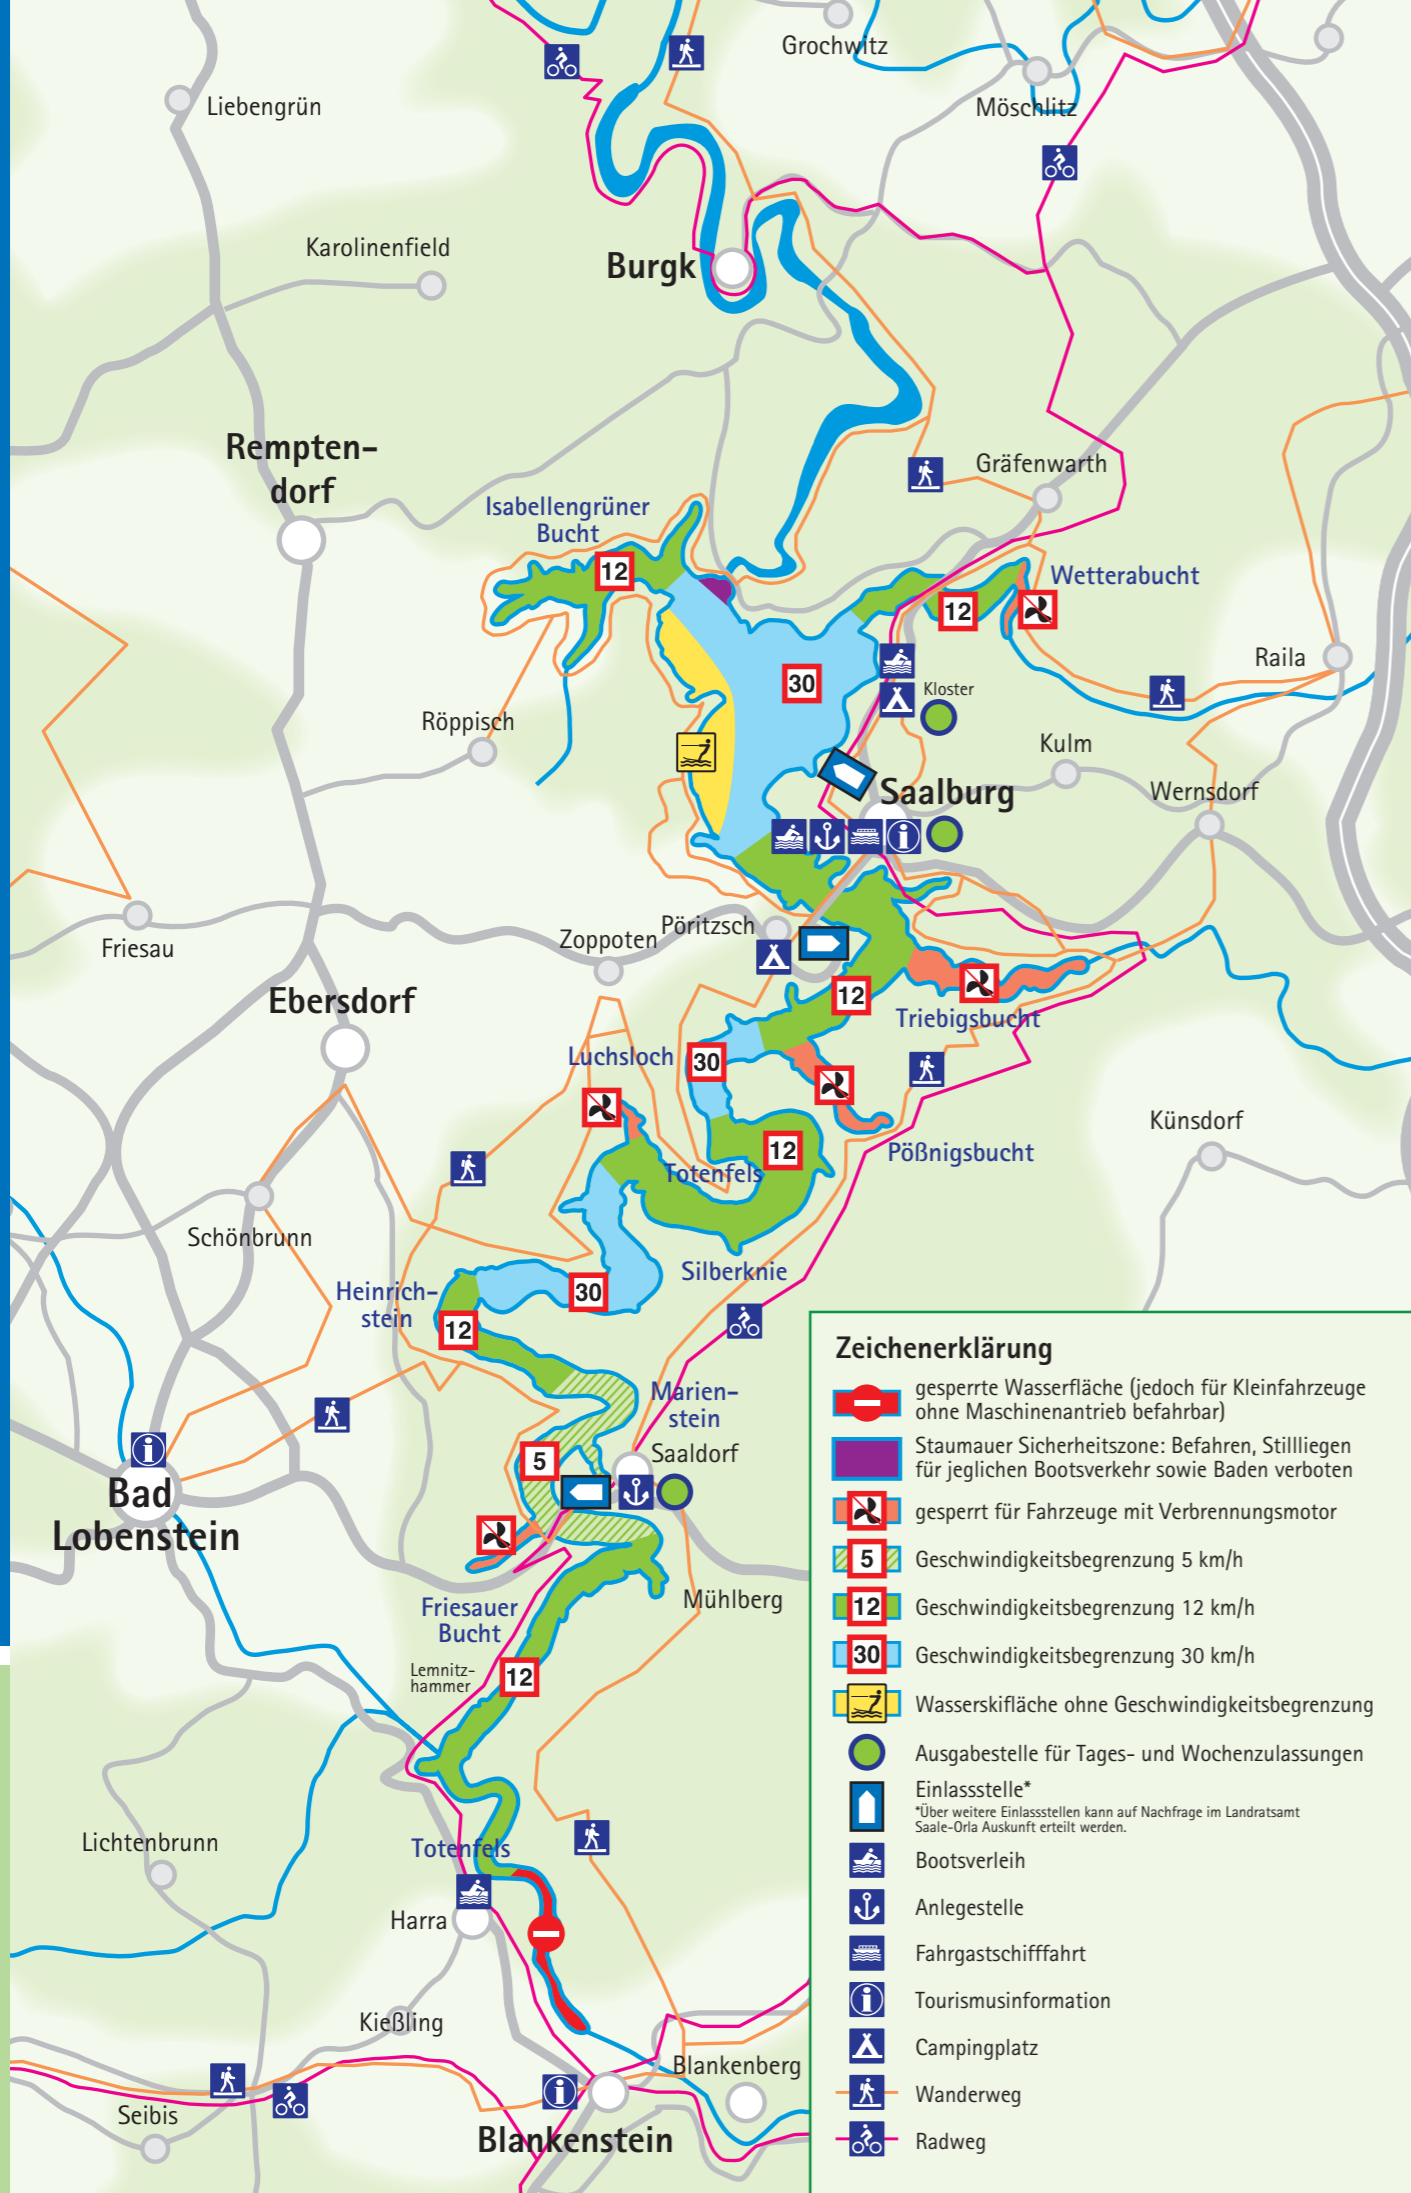 Grochwitz
Liebengrün
Möschlitz
Karolinenfield
Burgk
Rempten-
dorf
Gräfenwarth
Isabellengrüner
Bucht
12
Wetterabucht
12
30
Raila
Kloster
Röppisch
Kulm
Saalburg
Wernsdorf
Pöritzsch
Zoppoten
Friesau
Ebersdorf
12
Triebigsbucht
Luchsloch
30
Künsdorf
12
Pößnigsbucht
Totenfels
Schönbrunn
Silberknie
Heinrich-
stein
30
12
Marien-
stein
Saaldorf
5
Bad
Lobenstein
Mühlberg
Friesauer
Bucht
Lemnitz-
hammer
12
Lichtenbrunn
Totenfels
Harra
Kießling
Blankenberg
Seibis
Blankenstein
Zeichenerklärung
gesperrte Wasserfläche (jedoch für Kleinfahrzeuge
ohne Maschinenantrieb befahrbar)
Staumauer Sicherheitszone: Befahren, Stillliegen
für jeglichen Bootsverkehr sowie Baden verboten
gesperrt für Fahrzeuge mit Verbrennungsmotor
5 Geschwindigkeitsbegrenzung 5 km/h
12 Geschwindigkeitsbegrenzung 12 km/h
30 Geschwindigkeitsbegrenzung 30 km/h
Wasserskifläche ohne Geschwindigkeitsbegrenzung
Ausgabestelle für Tages- und Wochenzulassungen
Einlassstelle*
*Über weitere Einlassstellen kann auf Nachfrage im Landratsamt
Saale-Orla Auskunft erteilt werden.
Bootsverleih
Anlegestelle
Fahrgastschifffahrt
Tourismusinformation
Campingplatz
Wanderweg
Radweg